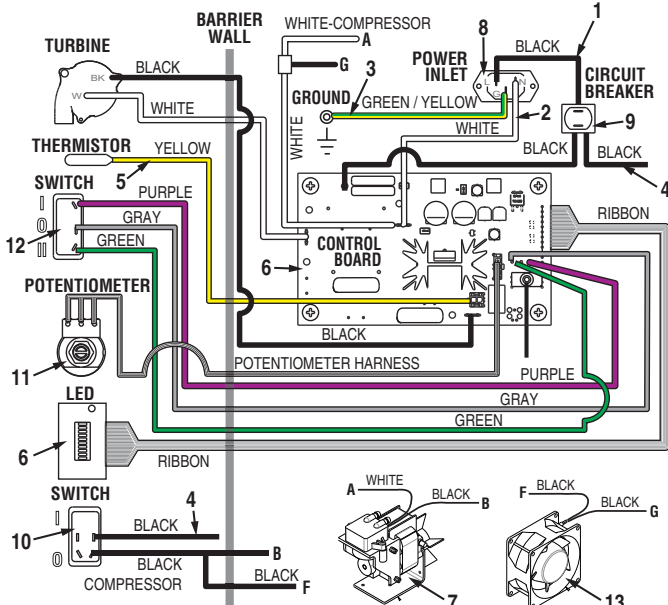 BARRIER
WALL
WHITE-COMPRESSOR
A
G
1
TURBINE
BK
W
BLACK
WHITE
WHITE
3
GROUND
GREEN / YELLOW
POWER
INLET
8
L
N
G
BLACK
2
WHITE
CIRCUIT
BREAKER
9
BLACK
BLACK
4
THERMISTOR
YELLOW
5
SWITCH
I
O
II
12
PURPLE
GRAY
GREEN
6
CONTROL
BOARD
RIBBON
POTENTIOMETER
11
BLACK
POTENTIOMETER HARNESS
PURPLE
GRAY
GREEN
LED
6
RIBBON
SWITCH
I
O
10
BLACK
4
BLACK
B
COMPRESSOR
BLACK
F
WHITE
A
BLACK
B
7
BLACK
F
BLACK
G
13